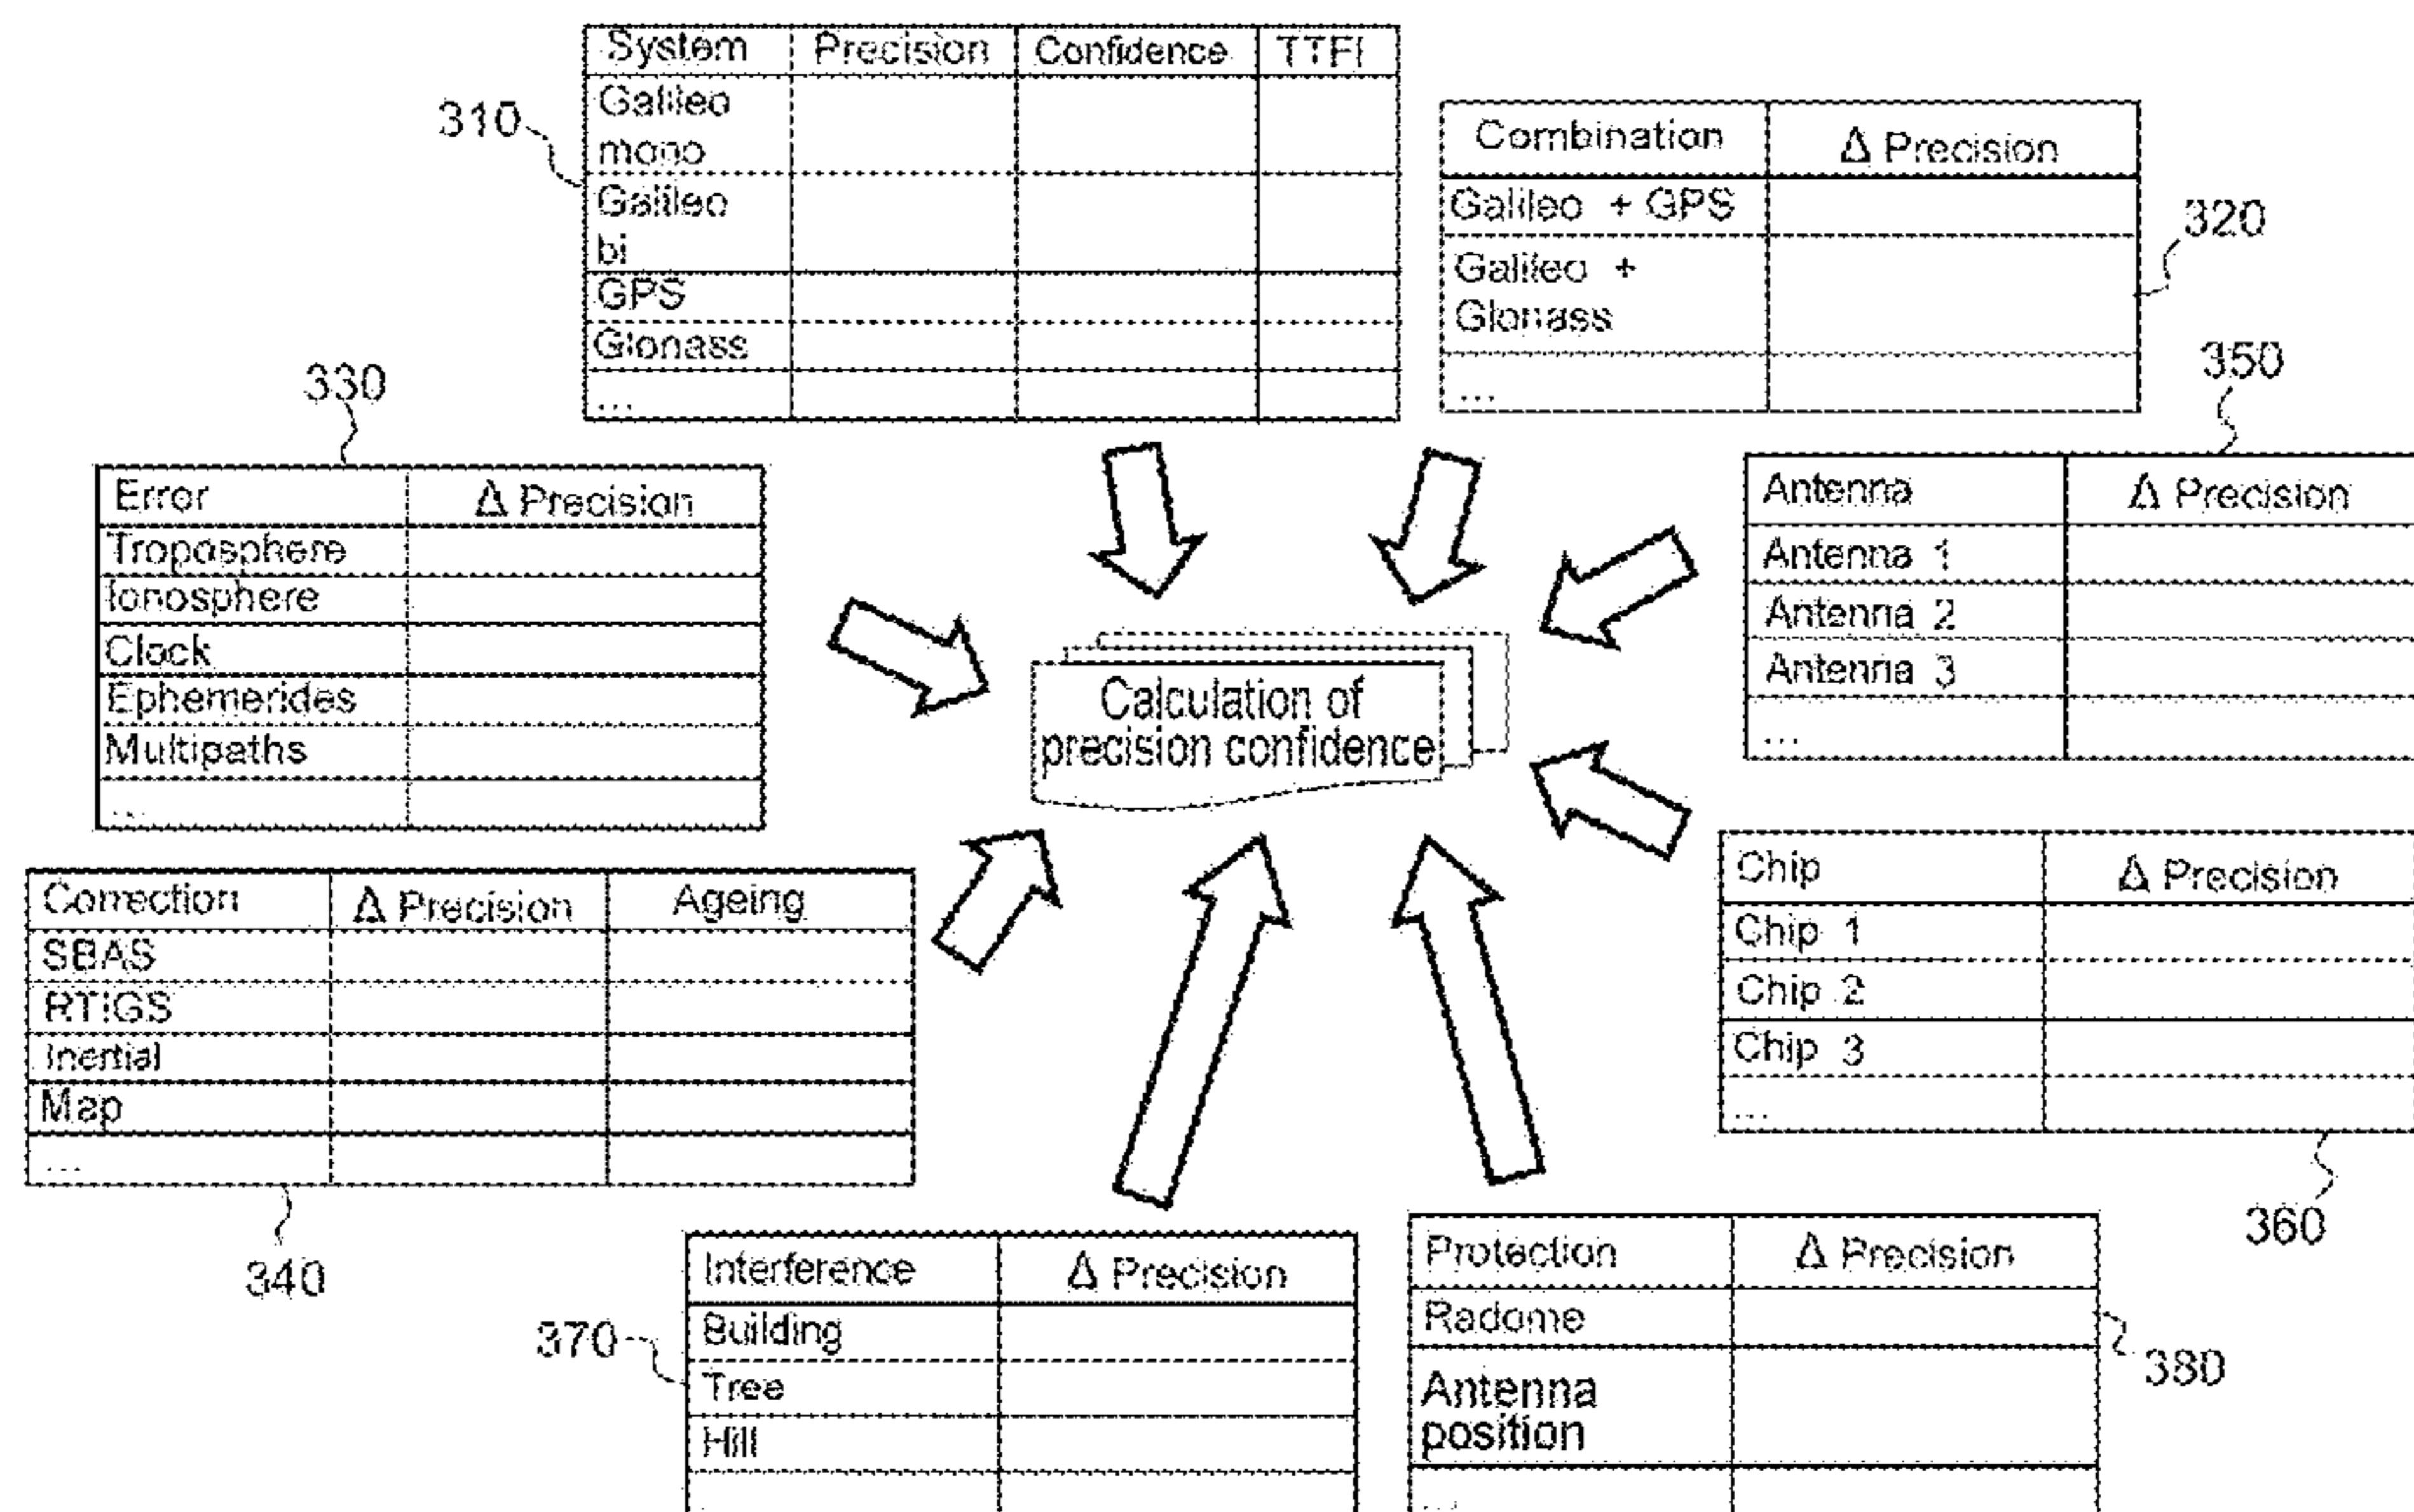 System Precision Confidence TTFF
Galileo
mono
Galileo
bi
GPS
Glonass
...
310
Combination Δ Precision
Galileo + GPS
Galileo +
Glonass
...
320
330
Error Δ Precision
Troposphere
Ionosphere
Clock
Ephemerides
Multipaths
...
350
Antenna Δ Precision
Antenna 1
Antenna 2
Antenna 3
...
Calculation of
precision confidence
Correction Δ Precision Ageing
SBAS
RTIGS
Inertial
Map
...
340
Chip Δ Precision
Chip 1
Chip 2
Chip 3
...
360
Interference Δ Precision
Building
Tree
Hill
370
Protection Δ Precision
Radome
Antenna
position
...
380